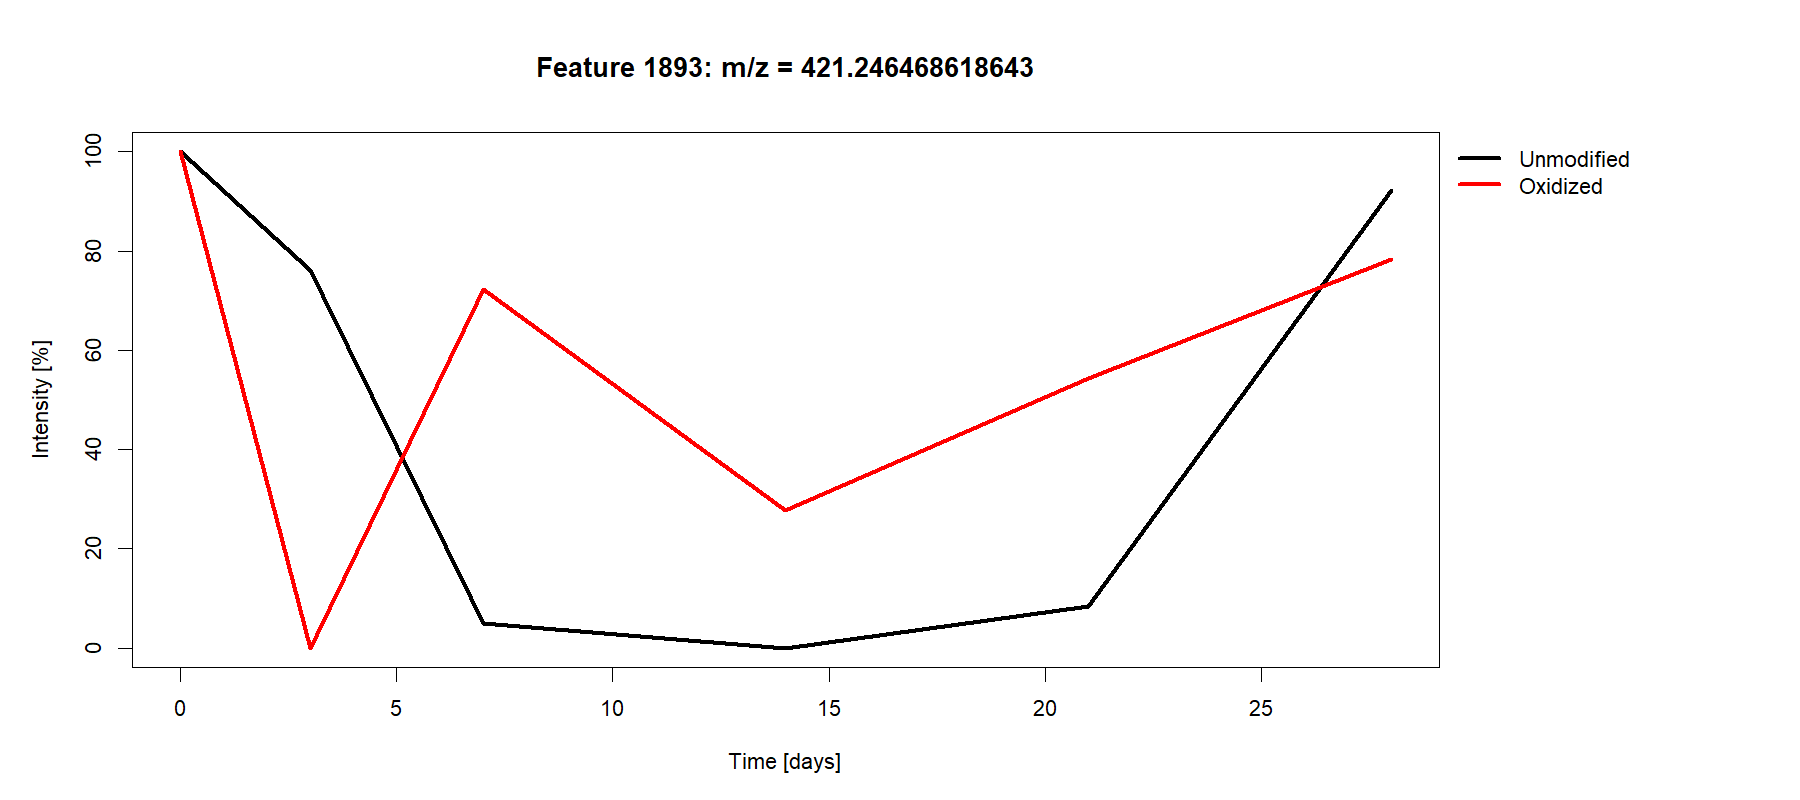 Feature 1893: m/z = 421.246468618643
Unmodified
Oxidized
Intensity [%]
100
80
60
40
20
0
0 5 10 15 20 25
Time [days]